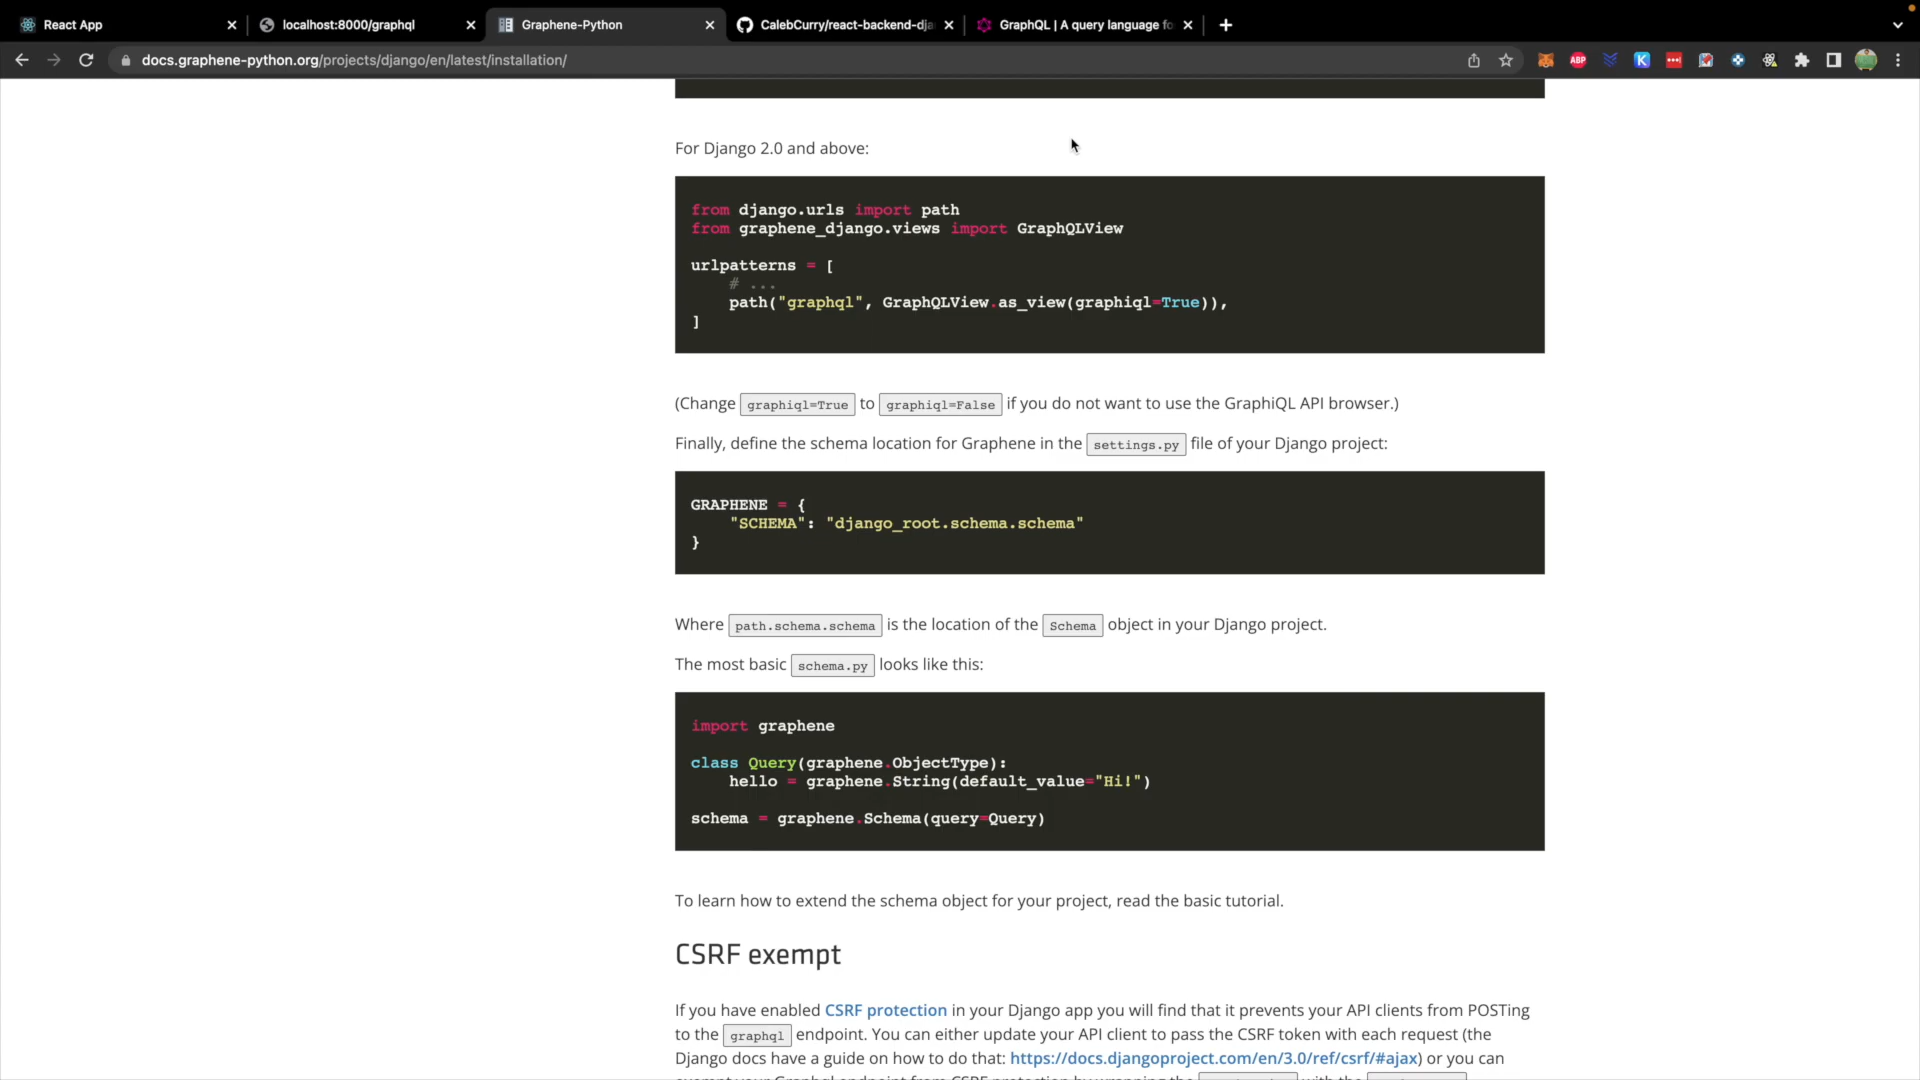 React App
localhost:8000/graphql
Graphene-Python
CalebCurry/react-backend-dja
GraphQL | A query language fo
docs.graphene-python.org/projects/django/en/latest/installation/
ABP
K
For Django 2.0 and above:
from django.urls import path
from graphene_django.views import GraphQLView
urlpatterns = [
# ...
path("graphql", GraphQLView.as_view(graphiql=True)),
]
(Change graphiql=True to graphiql=False if you do not want to use the GraphiQL API browser.)
Finally, define the schema location for Graphene in the settings.py file of your Django project:
GRAPHENE = {
"SCHEMA": "django_root.schema.schema"
}
Where path.schema.schema is the location of the Schema object in your Django project.
The most basic schema.py looks like this:
import graphene
class Query(graphene.ObjectType):
hello = graphene.String(default_value="Hi!")
schema = graphene.Schema(query=Query)
To learn how to extend the schema object for your project, read the basic tutorial.
CSRF exempt
If you have enabled CSRF protection in your Django app you will find that it prevents your API clients from POSTing
to the graphql endpoint. You can either update your API client to pass the CSRF token with each request (the
Django docs have a guide on how to do that: https://docs.djangoproject.com/en/3.0/ref/csrf/#ajax) or you can